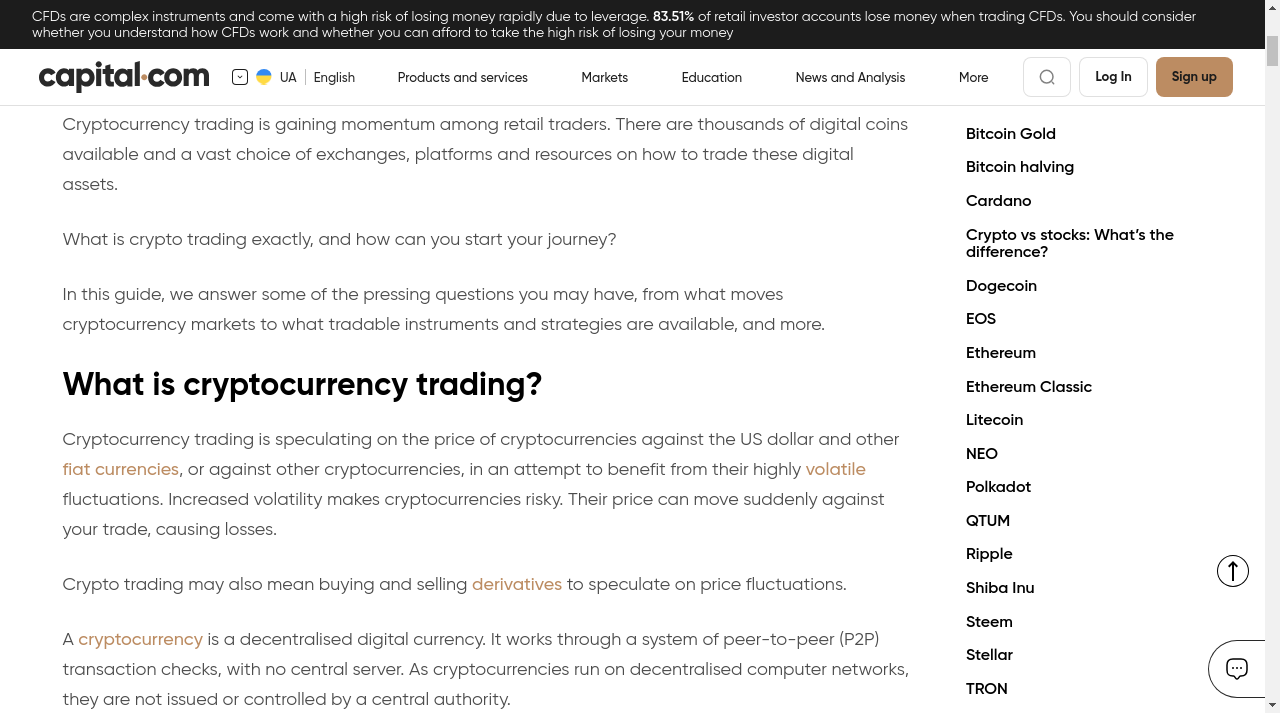 CFDs are complex instruments and come with a high risk of losing money rapidly due to leverage. 83.51% of retail investor accounts lose money when trading CFDs. You should consider
whether you understand how CFDs work and whether you can afford to take the high risk of losing your money
capital.com
UA
English
Products and services
Markets
Education
News and Analysis
More
Log In
Sign up
Cryptocurrency trading is gaining momentum among retail traders. There are thousands of digital coins
available and a vast choice of exchanges, platforms and resources on how to trade these digital
assets.
What is crypto trading exactly, and how can you start your journey?
In this guide, we answer some of the pressing questions you may have, from what moves
cryptocurrency markets to what tradable instruments and strategies are available, and more.
What is cryptocurrency trading?
Cryptocurrency trading is speculating on the price of cryptocurrencies against the US dollar and other
fiat currencies, or against other cryptocurrencies, in an attempt to benefit from their highly volatile
fluctuations. Increased volatility makes cryptocurrencies risky. Their price can move suddenly against
your trade, causing losses.
Crypto trading may also mean buying and selling derivatives to speculate on price fluctuations.
A cryptocurrency is a decentralised digital currency. It works through a system of peer-to-peer (P2P)
transaction checks, with no central server. As cryptocurrencies run on decentralised computer networks,
they are not issued or controlled by a central authority.
Bitcoin Gold
Bitcoin halving
Cardano
Crypto vs stocks: What’s the
difference?
Dogecoin
EOS
Ethereum
Ethereum Classic
Litecoin
NEO
Polkadot
QTUM
Ripple
Shiba Inu
Steem
Stellar
TRON